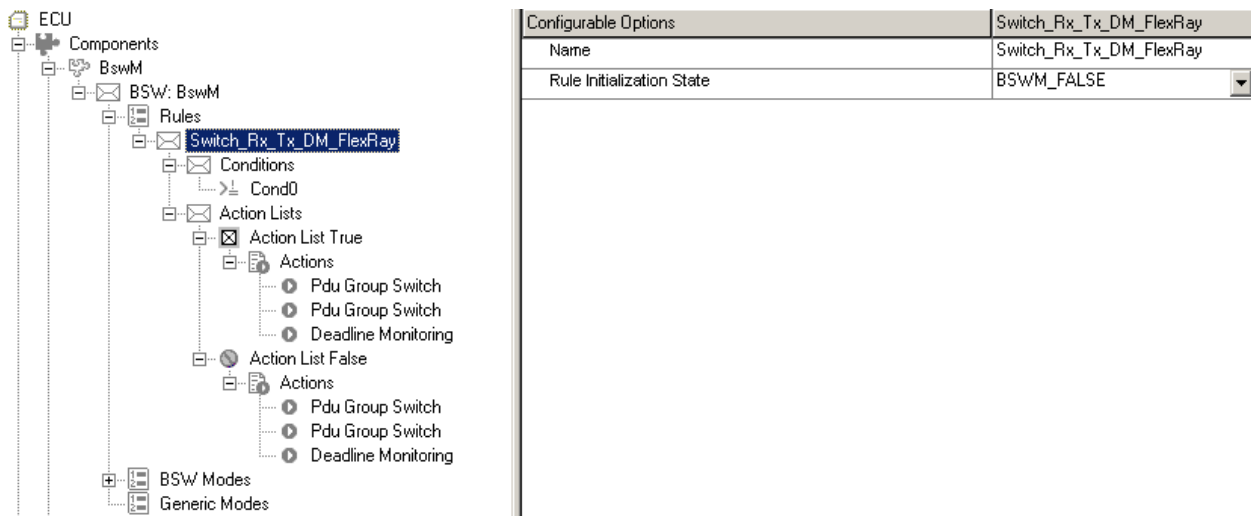 ECU
Components
BswM
BSW: BswM
Rules
Switch_Rx_Tx_DM_FlexRay
Conditions
Cond0
Action Lists
Action List True
Actions
Pdu Group Switch
Pdu Group Switch
Deadline Monitoring
Action List False
Actions
Pdu Group Switch
Pdu Group Switch
Deadline Monitoring
BSW Modes
Generic Modes
Configurable Options Switch_Rx_Tx_DM_FlexRay
Name Switch_Rx_Tx_DM_FlexRay
Rule Initialization State BSWM_FALSE